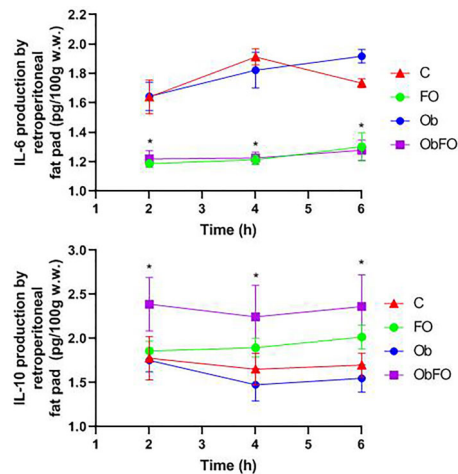 IL-6 production by
retroperitoneal
fat pad (pg/100g w.w.)
2.2
2.0
1.8
1.6
1.4
1.2
1.0
* * *
1 2 3 4 5 6
Time (h)
C
FO
Ob
ObFO
IL-10 production by
retroperitoneal
fat pad (pg/100g w.w.)
3.0
2.5
2.0
1.5
1.0
* * *
1 2 3 4 5 6
Time (h)
C
FO
Ob
ObFO